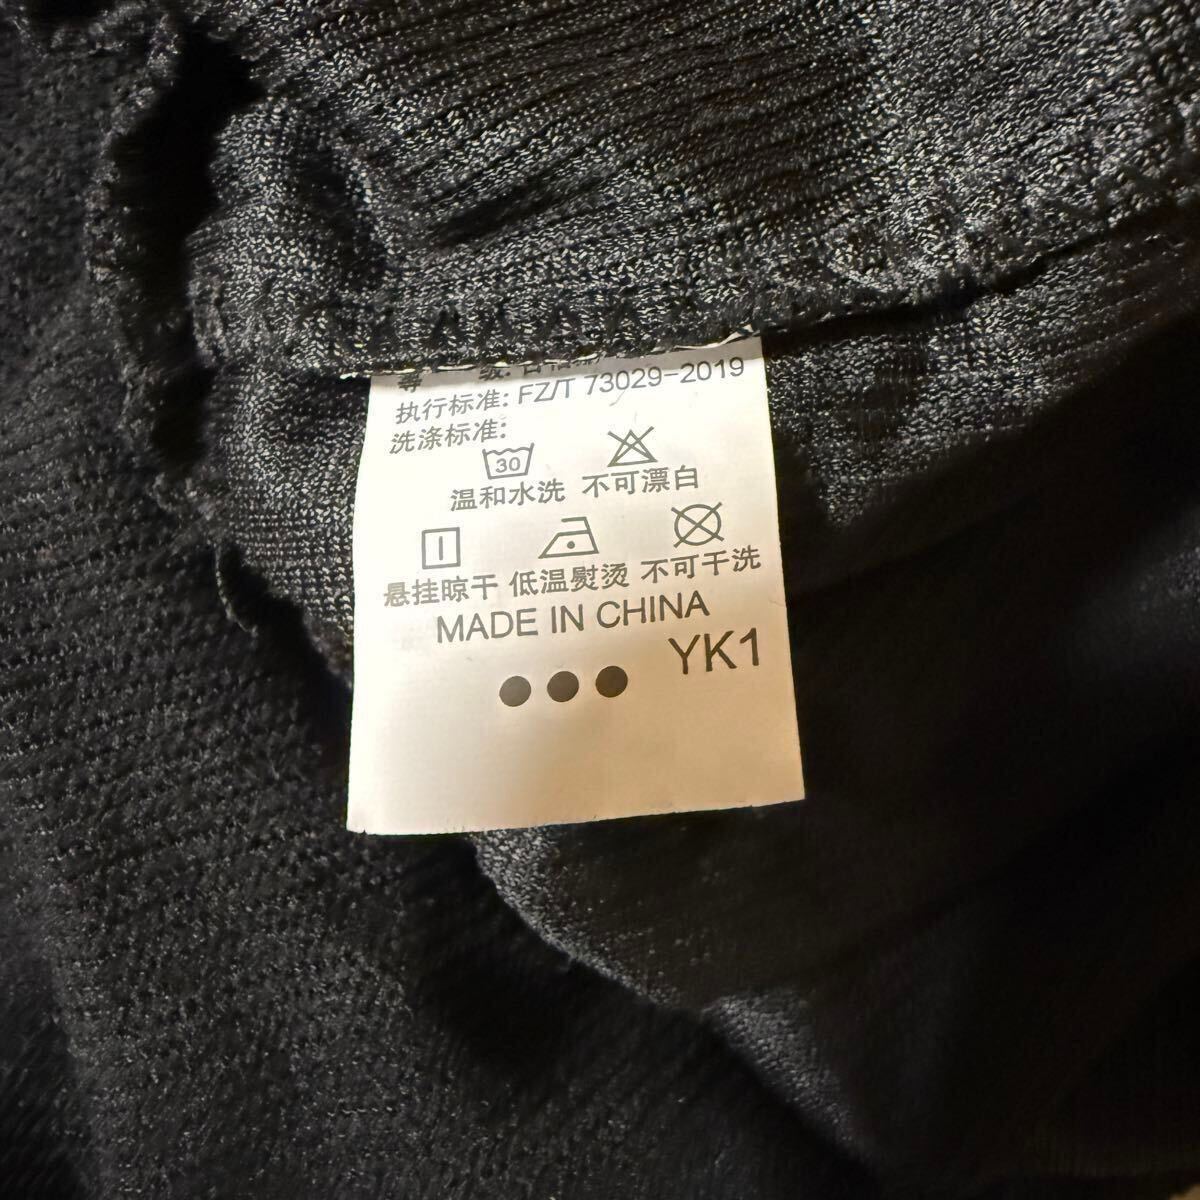 执行标准: FZ/T 73029-2019
洗涤标准:
30
温和水洗 不可漂白
悬挂晾干 低温熨烫 不可干洗
MADE IN CHINA
YK1